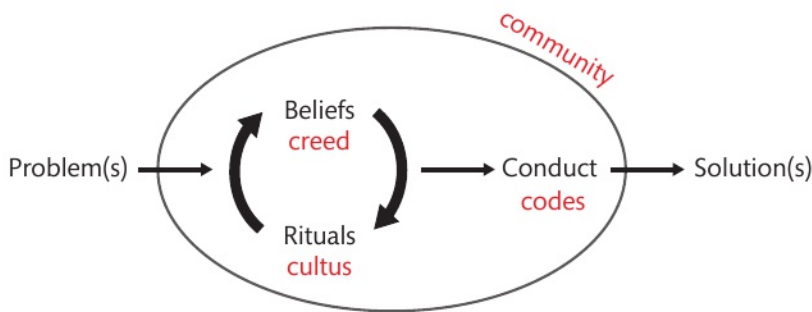 community
Beliefs
creed
Problem(s)
Conduct
codes
Solution(s)
Rituals
cultus